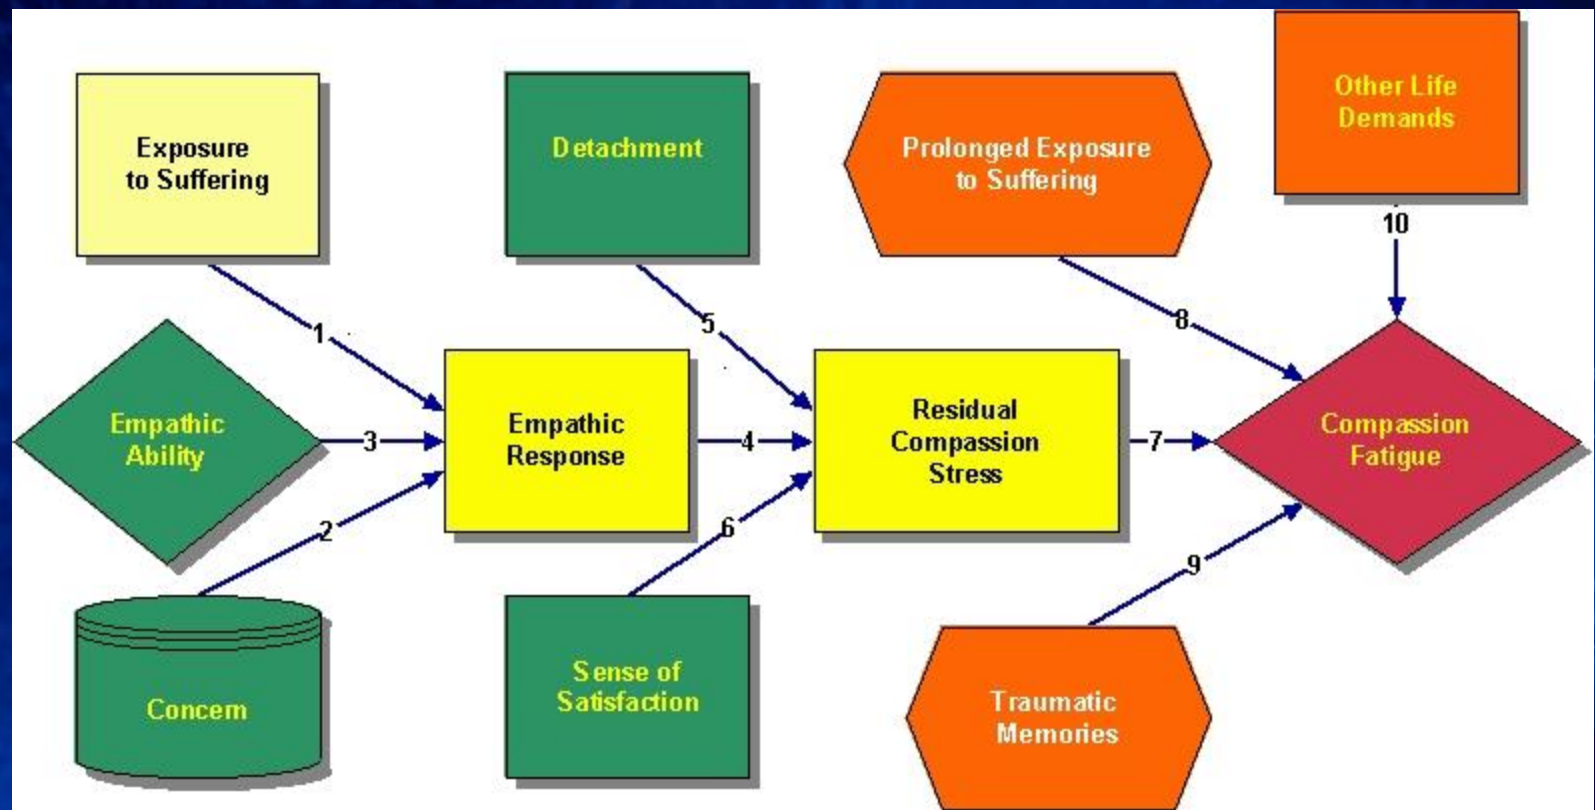 Exposure
to Suffering
Detachment
Prolonged Exposure
to Suffering
Other Life
Demands
10
1
5
8
Empathic
Ability
3
Empathic
Response
4
Residual
Compassion
Stress
7
Compassion
Fatigue
2
6
9
Concern
Sense of
Satisfaction
Traumatic
Memories